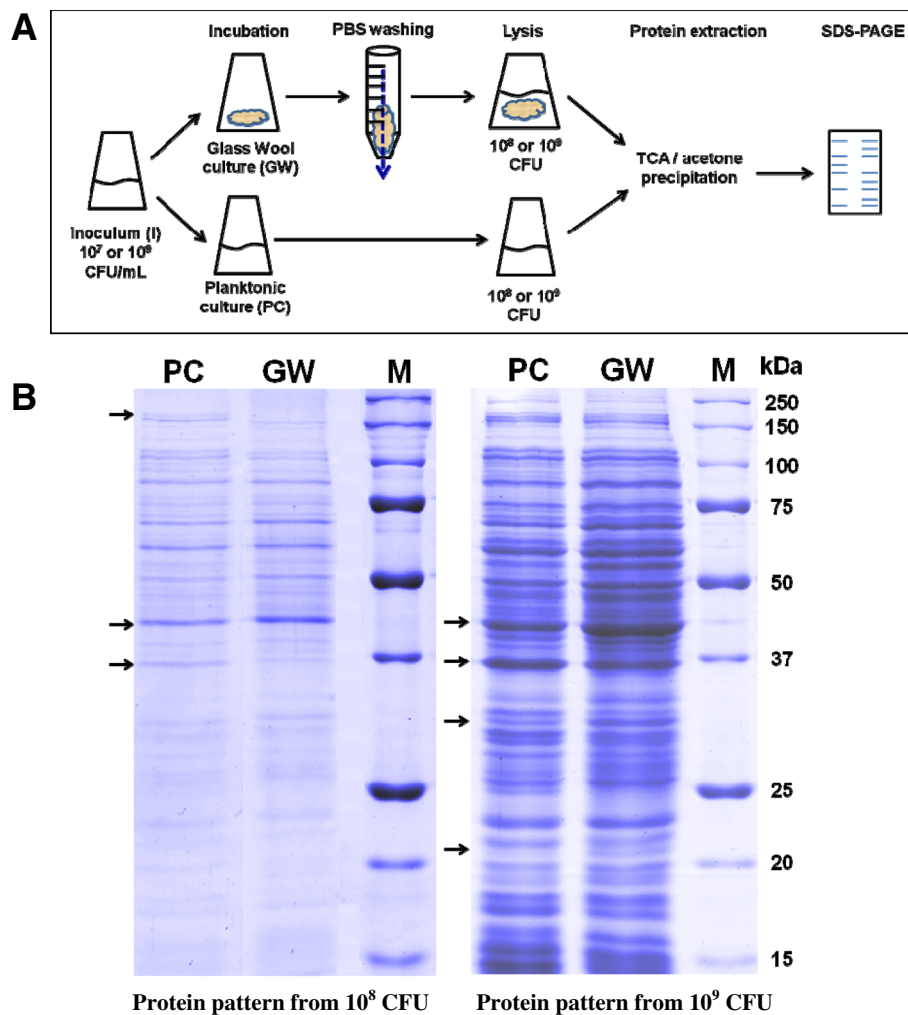 A
Incubation
PBS washing
Lysis
Protein extraction
SDS-PAGE
Glass Wool
culture (GW)
10⁸ or 10⁹
CFU
TCA / acetone
precipitation
Inoculum (I)
10⁷ or 10⁹
CFU/mL
Planktonic
culture (PC)
10⁸ or 10⁹
CFU
B
PC GW M
PC GW M kDa
250
150
100
75
50
37
25
20
15
Protein pattern from 10⁸ CFU
Protein pattern from 10⁹ CFU